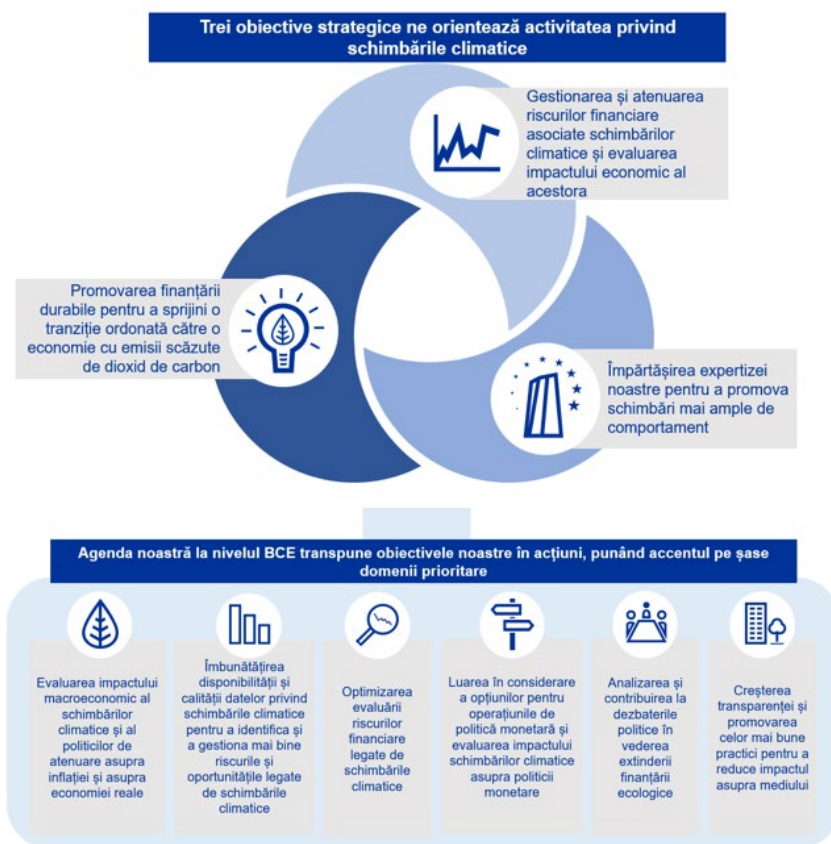 Trei obiective strategice ne orientează activitatea privind
schimbările climatice
Gestionarea și atenuarea
riscurilor financiare
asociate schimbărilor
climatice și evaluarea
impactului economic al
acestora
Promovarea finanțării
durabile pentru a sprijini o
tranziție ordonată către o
economie cu emisii scăzute
de dioxid de carbon
Împărtășirea expertizei
noastre pentru a promova
schimbări mai ample de
comportament
Agenda noastră la nivelul BCE transpune obiectivele noastre în acțiuni, punând accentul pe șase
domenii prioritare
Evaluarea impactului
macroeconomic al
schimbărilor
climatice și al
politicilor de
atenuare asupra
inflației și asupra
economiei reale
Îmbunătățirea
disponibilității și
calității datelor privind
schimbările climatice
pentru a identifica și a
gestiona mai bine
riscurile și
oportunitățile legate
de schimbările
climatice
Optimizarea
evaluării
riscurilor
financiare
legate de
schimbările
climatice
Luarea în considerare
a opțiunilor pentru
operațiunile de
politică monetară și
evaluarea impactului
schimbărilor climatice
asupra politicii
monetare
Analizarea și
contribuirea la
dezbaterile
politice în
vederea
extinderii
finanțării
ecologice
Creșterea
transparenței și
promovarea
celor mai bune
practici pentru a
reduce impactul
asupra mediului